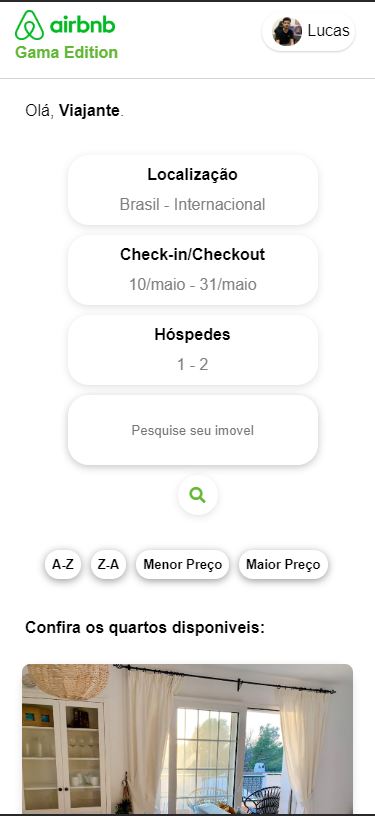 airbnb
Gama Edition
Lucas
Olá, Viajante.
Localização
Brasil - Internacional
Check-in/Checkout
10/maio - 31/maio
Hóspedes
1 - 2
Pesquise seu imovel
A-Z
Z-A
Menor Preço
Maior Preço
Confira os quartos disponiveis: